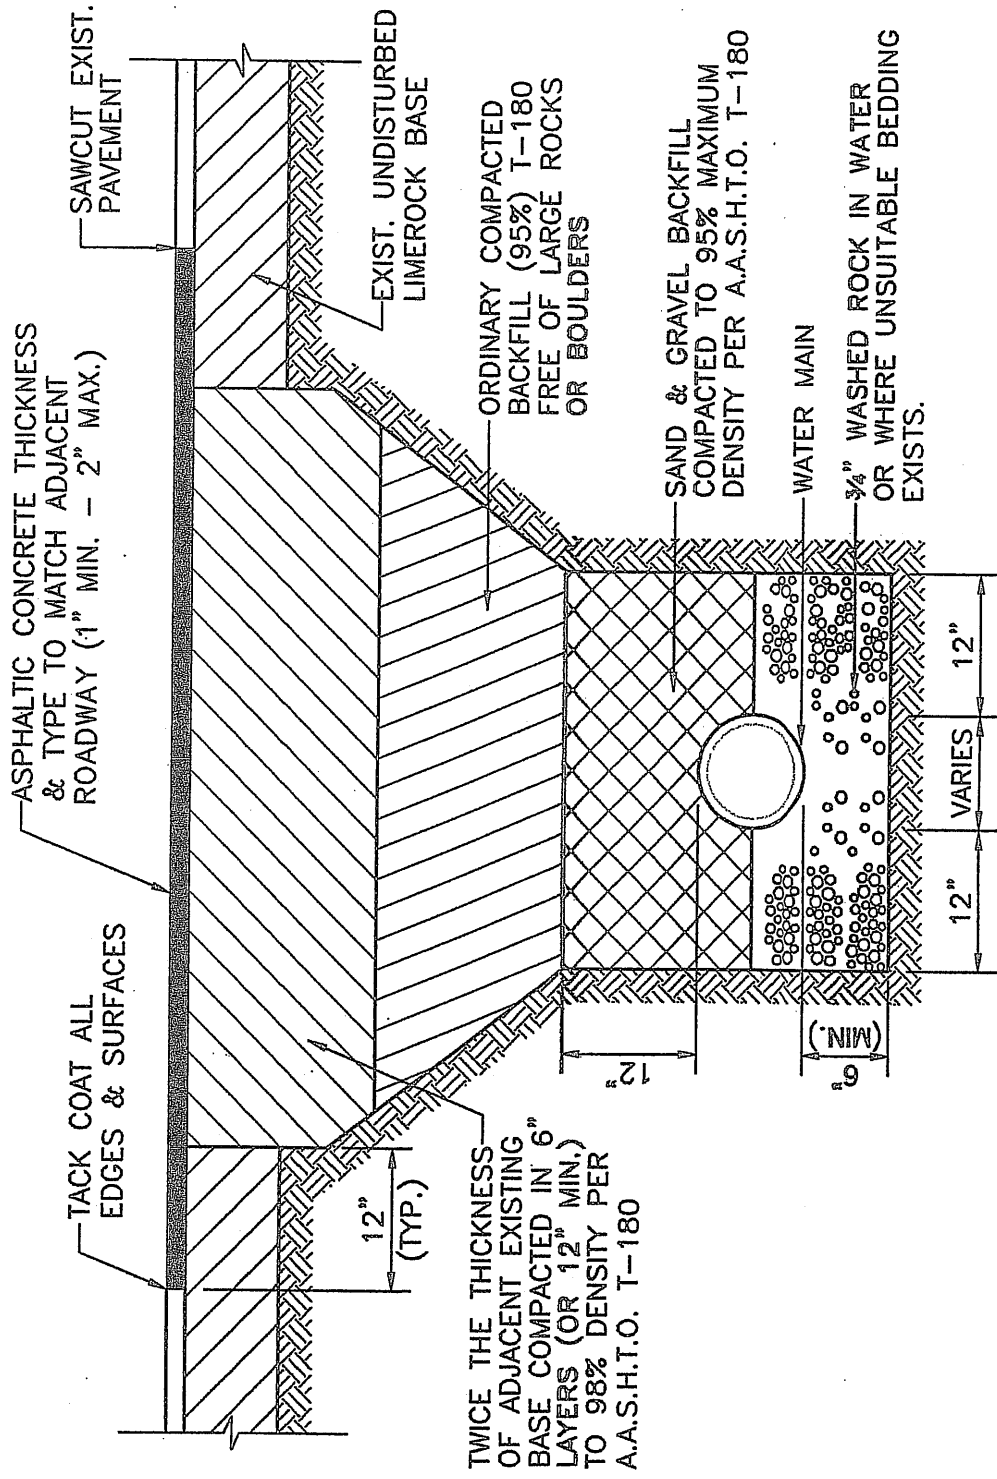 TACK COAT ALL
EDGES & SURFACES
ASPHALTIC CONCRETE THICKNESS
& TYPE TO MATCH ADJACENT
ROADWAY (1" MIN. - 2" MAX.)
SAWCUT EXIST.
PAVEMENT
12"
(TYP.)
EXIST. UNDISTURBED
LIMEROCK BASE
TWICE THE THICKNESS
OF ADJACENT EXISTING
BASE COMPACTED IN 6"
LAYERS (OR 12" MIN.)
TO 98% DENSITY PER
A.A.S.H.T.O. T-180
ORDINARY COMPACTED
BACKFILL (95%) T-180
FREE OF LARGE ROCKS
OR BOULDERS
12"
SAND & GRAVEL BACKFILL
COMPACTED TO 95% MAXIMUM
DENSITY PER A.A.S.H.T.O. T-180
WATER MAIN
6"
(MIN.)
¾" WASHED ROCK IN WATER
OR WHERE UNSUITABLE BEDDING
EXISTS.
12"
VARIES
12"